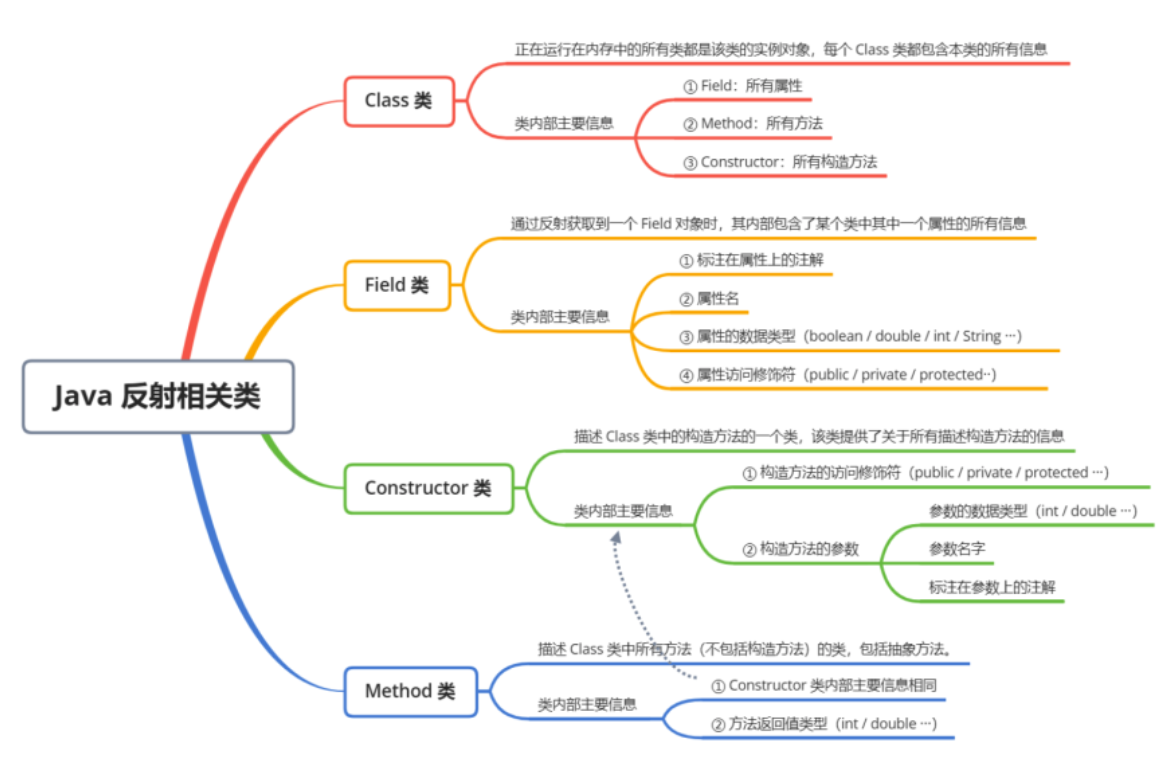 Java 反射相关类
Class 类
正在运行在内存中的所有类都是该类的实例对象，每个 Class 类都包含本类的所有信息
类内部主要信息
① Field：所有属性
② Method：所有方法
③ Constructor：所有构造方法
Field 类
通过反射获取到一个 Field 对象时，其内部包含了某个类中其中一个属性的所有信息
类内部主要信息
① 标注在属性上的注解
② 属性名
③ 属性的数据类型（boolean / double / int / String ···）
④ 属性访问修饰符（public / private / protected··）
Constructor 类
描述 Class 类中的构造方法的一个类，该类提供了关于所有描述构造方法的信息
类内部主要信息
① 构造方法的访问修饰符（public / private / protected ···）
② 构造方法的参数
参数的数据类型（int / double ···）
参数名字
标注在参数上的注解
Method 类
描述 Class 类中所有方法（不包括构造方法）的类，包括抽象方法。
类内部主要信息
① Constructor 类内部主要信息相同
② 方法返回值类型（int / double ···）